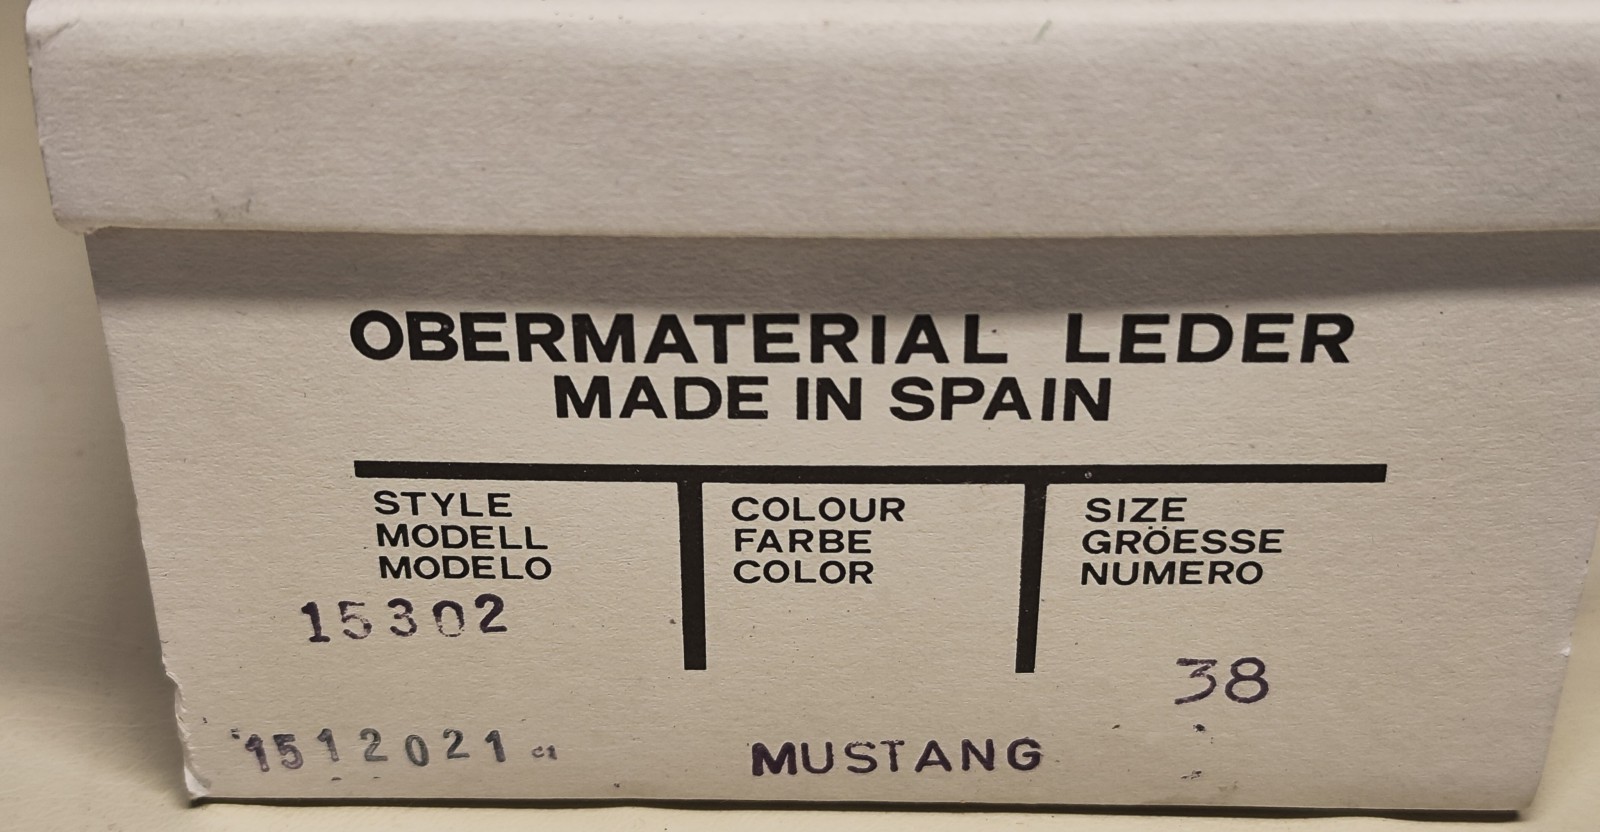 OBERMATERIAL LEDER
MADE IN SPAIN
STYLE
MODELL
MODELO
15302
COLOUR
FARBE
COLOR
SIZE
GRÖESSE
NUMERO
38
1512021
MUSTANG